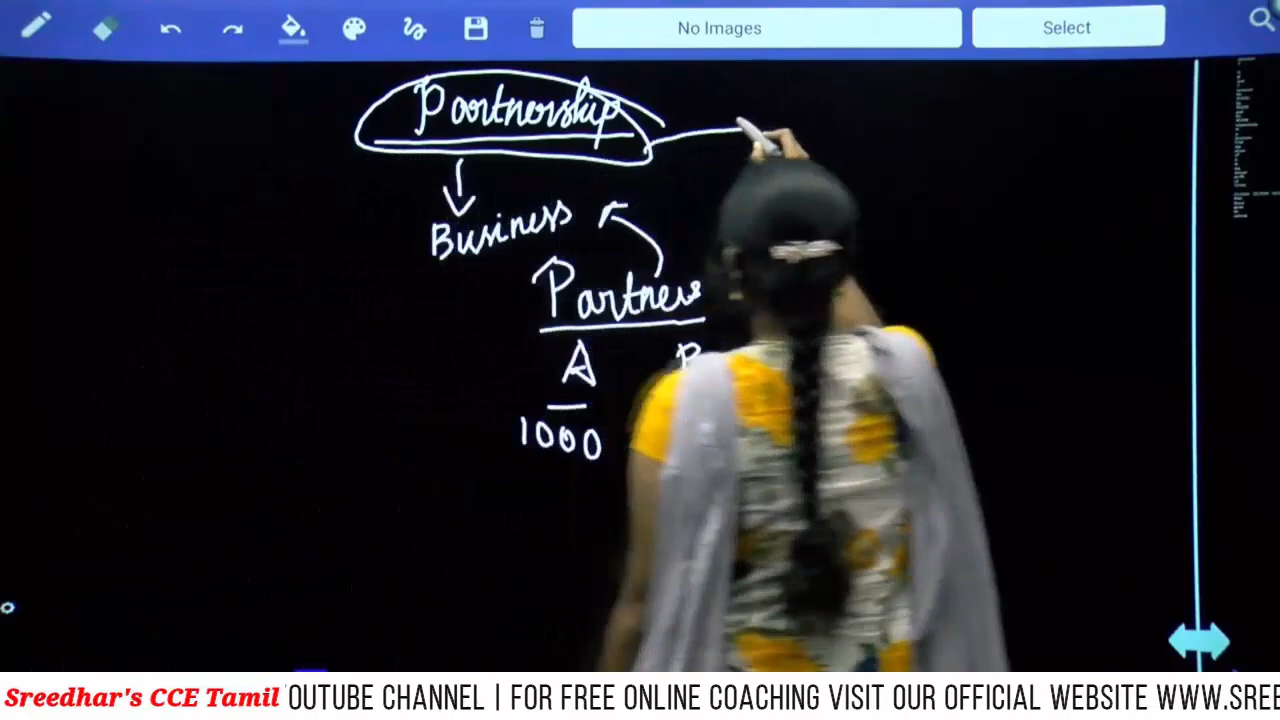 No Images
Select
Partnership
Business
Partners
A B
1000
Sreedhar's CCE Tamil OUTUBE CHANNEL | FOR FREE ONLINE COACHING VISIT OUR OFFICIAL WEBSITE WWW.SREE